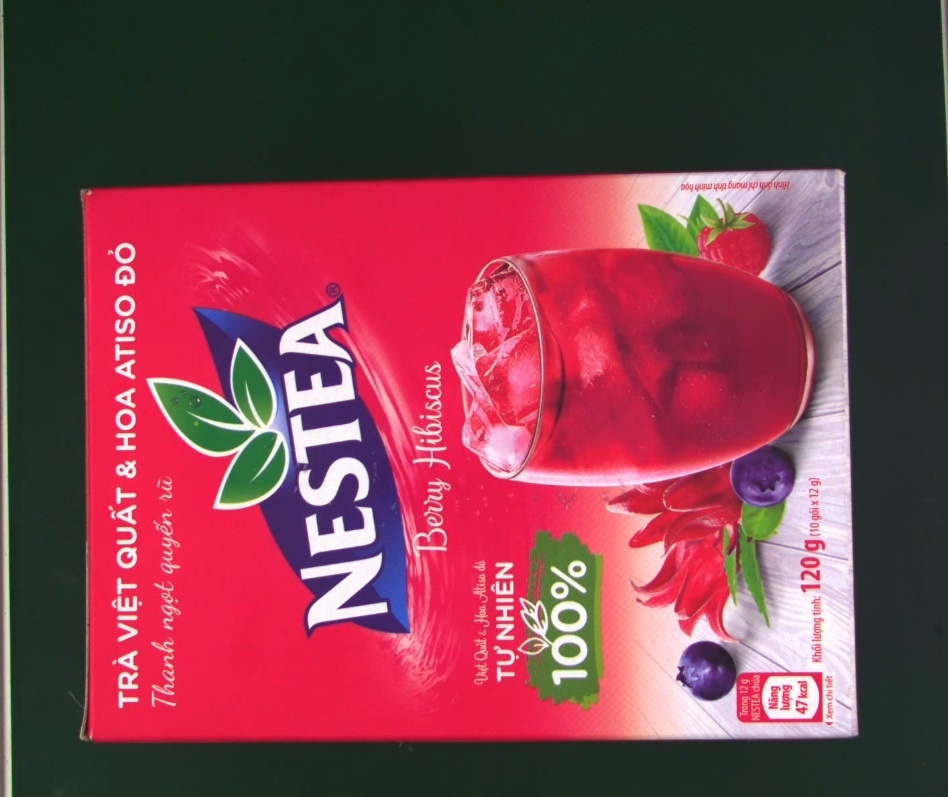 TRÀ VIỆT QUẤT & HOA ATISO ĐỎ
Thanh ngọt quyến rũ
NESTEA®
Berry Hibiscus
Việt Quất & Hoa Atiso đỏ
TỰ NHIÊN
100%
Trong 12 g
NESTEA chứa
Năng
lượng
47 kcal
Xem chi tiết
Khối lượng tịnh: 120 g (10 gói x 12 g)
Hình ảnh chỉ mang tính minh họa